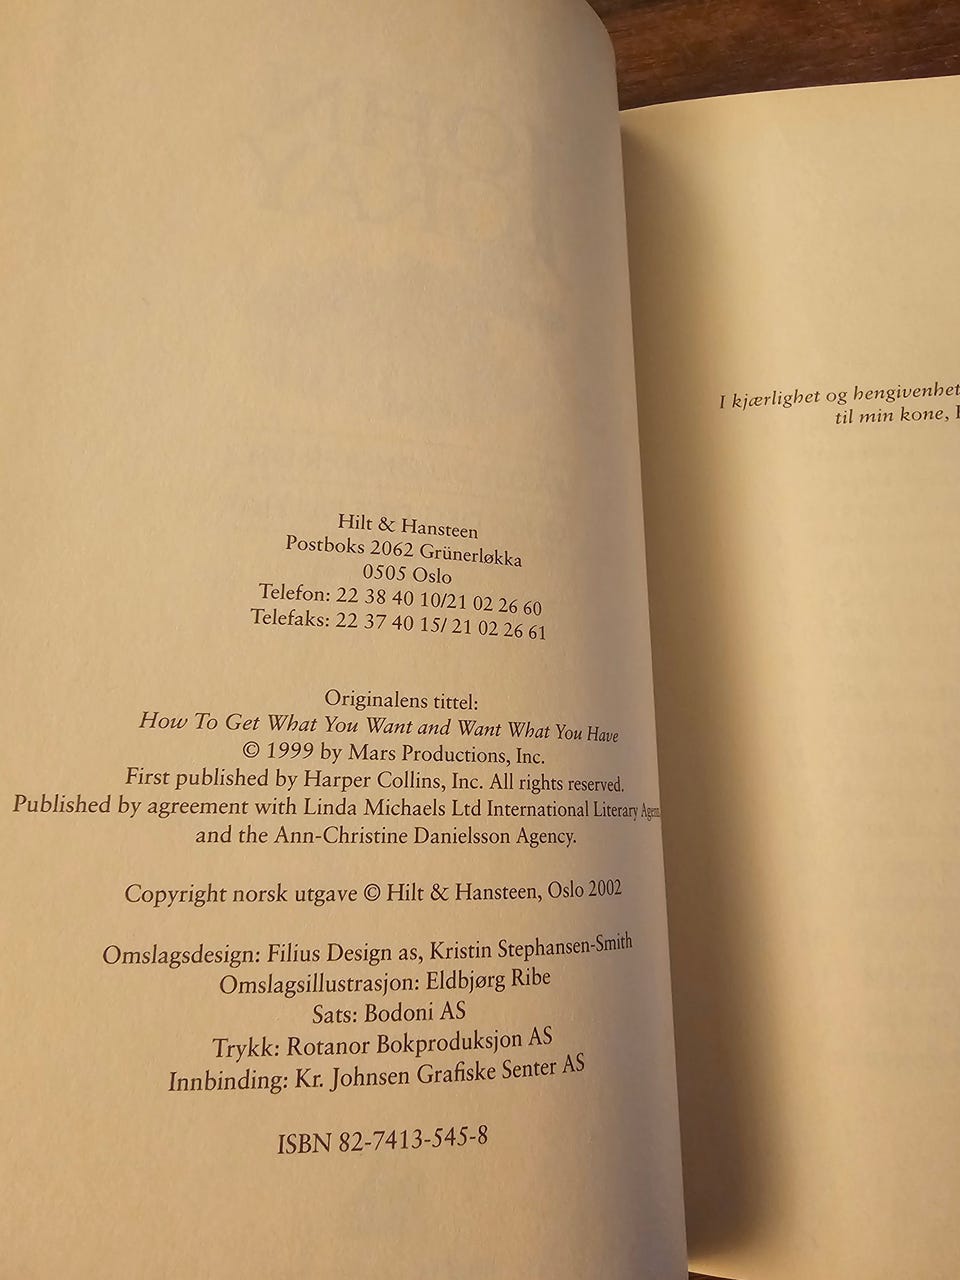 Hilt & Hansteen
Postboks 2062 Grünerløkka
0505 Oslo
Telefon: 22 38 40 10/21 02 26 60
Telefaks: 22 37 40 15/ 21 02 26 61
Originalens tittel:
How To Get What You Want and Want What You Have
© 1999 by Mars Productions, Inc.
First published by Harper Collins, Inc. All rights reserved.
Published by agreement with Linda Michaels Ltd International Literary
and the Ann-Christine Danielsson Agency.
Copyright norsk utgave © Hilt & Hansteen, Oslo 2002
Omslagsdesign: Filius Design as, Kristin Stephansen-Smith
Omslagsillustrasjon: Eldbjørg Ribe
Sats: Bodoni AS
Trykk: Rotanor Bokproduksjon AS
Innbinding: Kr. Johnsen Grafiske Senter AS
ISBN 82-7413-545-8
I kjærlighet og hengivenhet
til min kone,